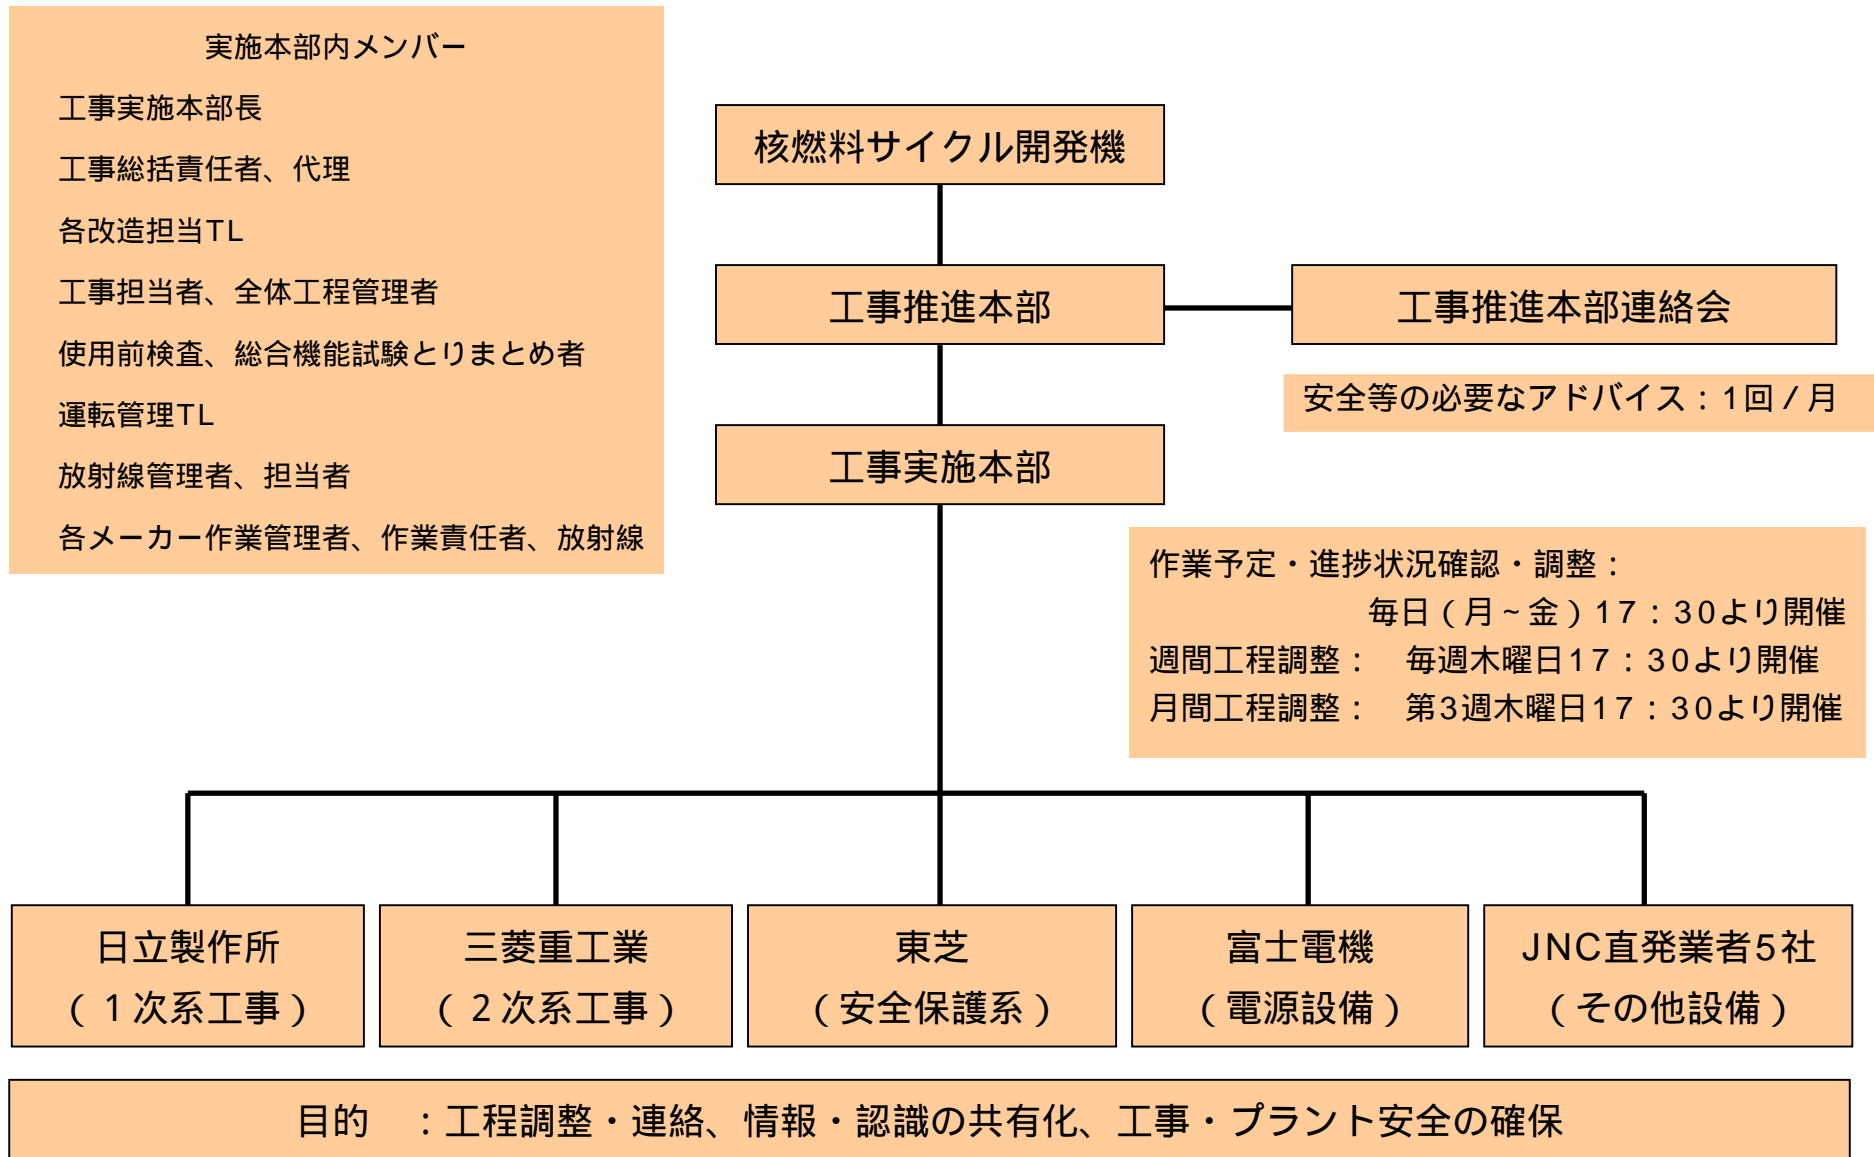 実施本部内メンバー
工事実施本部長
工事総括責任者、代理
各改造担当TL
工事担当者、全体工程管理者
使用前検査、総合機能試験とりまとめ者
運転管理TL
放射線管理者、担当者
各メーカー作業管理者、作業責任者、放射線
核燃料サイクル開発機
工事推進本部
工事推進本部連絡会
安全等の必要なアドバイス：1回／月
工事実施本部
作業予定・進捗状況確認・調整：
毎日（月~金）17：30より開催
週間工程調整：　毎週木曜日17：30より開催
月間工程調整：　第3週木曜日17：30より開催
日立製作所
（１次系工事）
三菱重工業
（２次系工事）
東芝
（安全保護系）
富士電機
（電源設備）
JNC直発業者5社
（その他設備）
目的　：工程調整・連絡、情報・認識の共有化、工事・プラント安全の確保